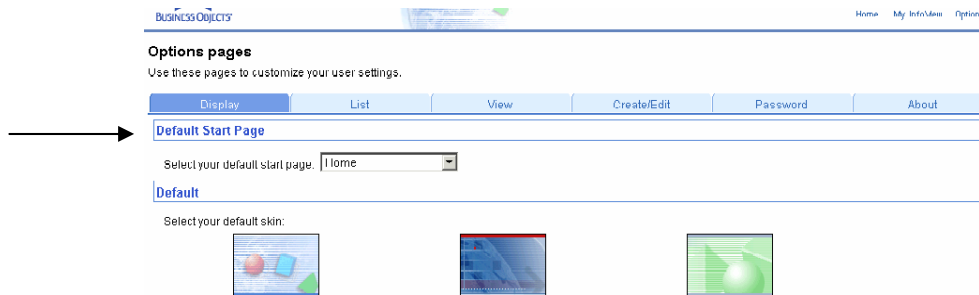 BUSINESS OBJECTS
Home My InfoView Option
Options pages
Use these pages to customize your user settings.
Display List View Create/Edit Password About
Default Start Page
Select your default start page. Home
Default
Select your default skin: